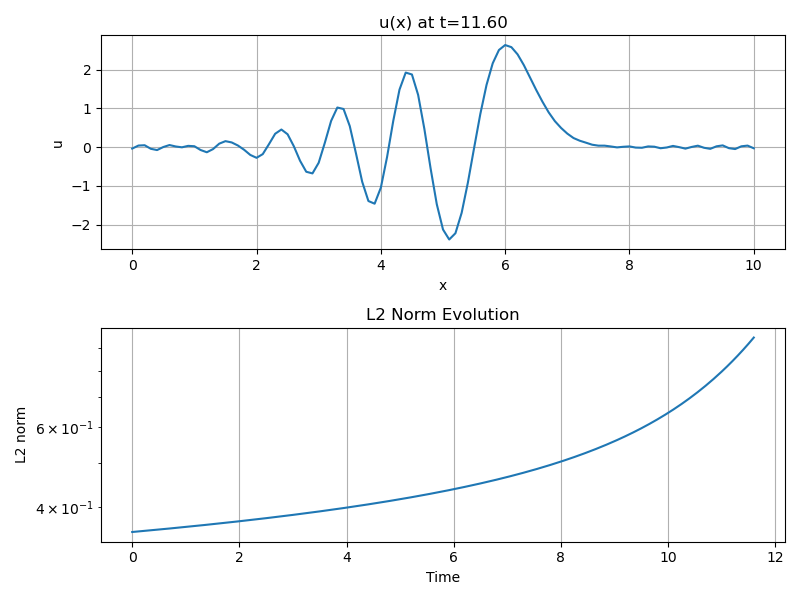 u(x) at t=11.60
u
2
1
0
−1
−2
0 2 4 6 8 10
x
L2 Norm Evolution
L2 norm
6 × 10⁻¹
4 × 10⁻¹
0 2 4 6 8 10 12
Time